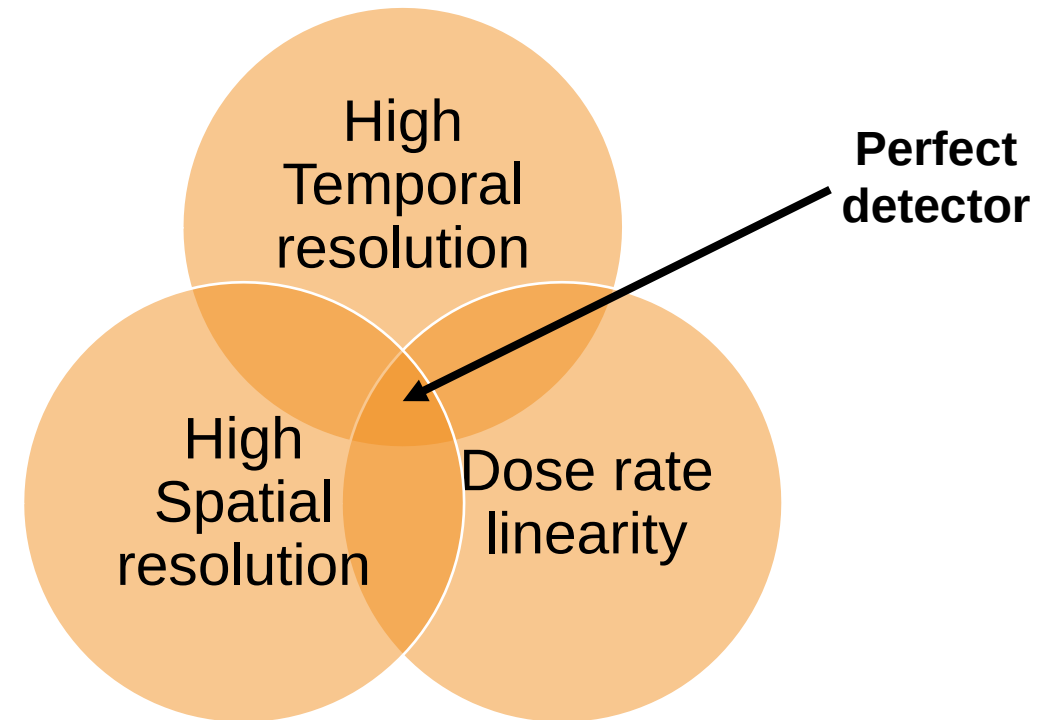 High
Temporal
resolution
Perfect
detector
High
Spatial
resolution
Dose rate
linearity